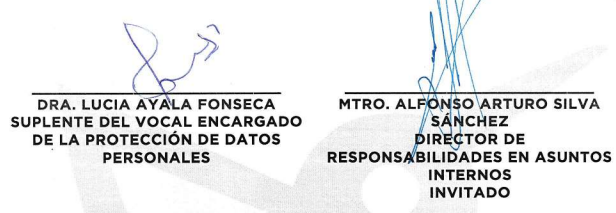 DRA. LUCIA AYALA FONSECA
SUPLENTE DEL VOCAL ENCARGADO
DE LA PROTECCIÓN DE DATOS
PERSONALES
MTRO. ALFONSO ARTURO SILVA
SÁNCHEZ
DIRECTOR DE
RESPONSABILIDADES EN ASUNTOS
INTERNOS
INVITADO